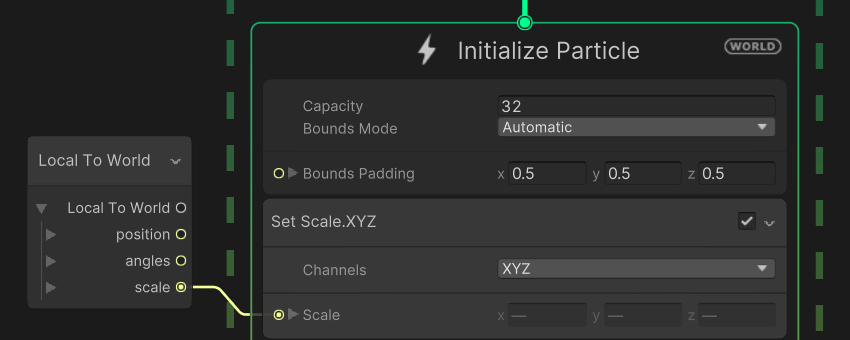 Initialize Particle WORLD
Capacity 32
Bounds Mode Automatic
Bounds Padding x 0.5 y 0.5 z 0.5
Set Scale.XYZ
Channels XYZ
Scale x — y — z —
Local To World
Local To World
position
angles
scale